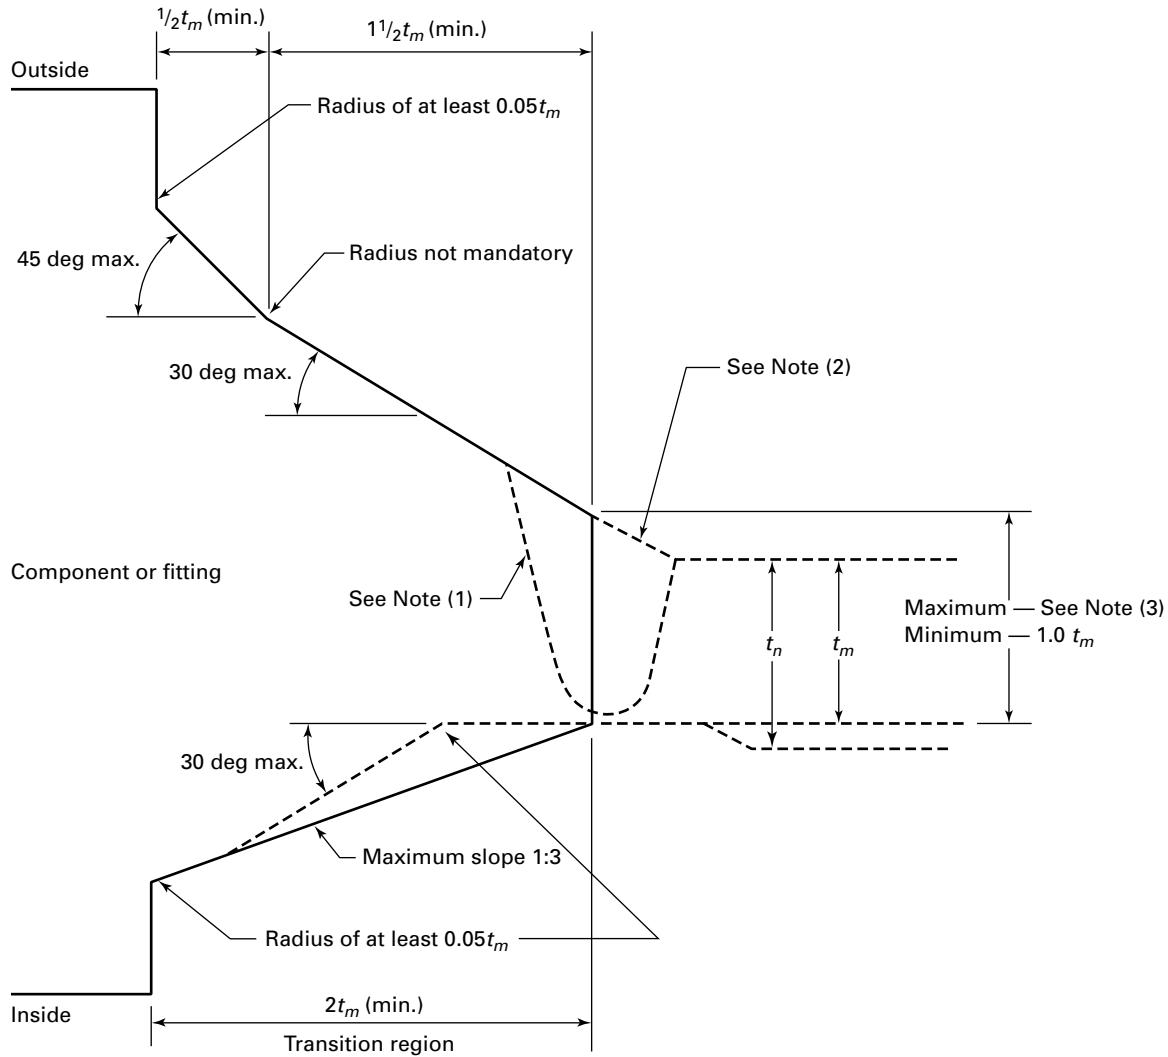 1/2tm (min.)
1 1/2tm (min.)
Outside
Radius of at least 0.05tm
45 deg max.
Radius not mandatory
30 deg max.
See Note (2)
Component or fitting
See Note (1)
tn
tm
Maximum — See Note (3)
Minimum — 1.0 tm
30 deg max.
Maximum slope 1:3
Radius of at least 0.05tm
Inside
2tm (min.)
Transition region